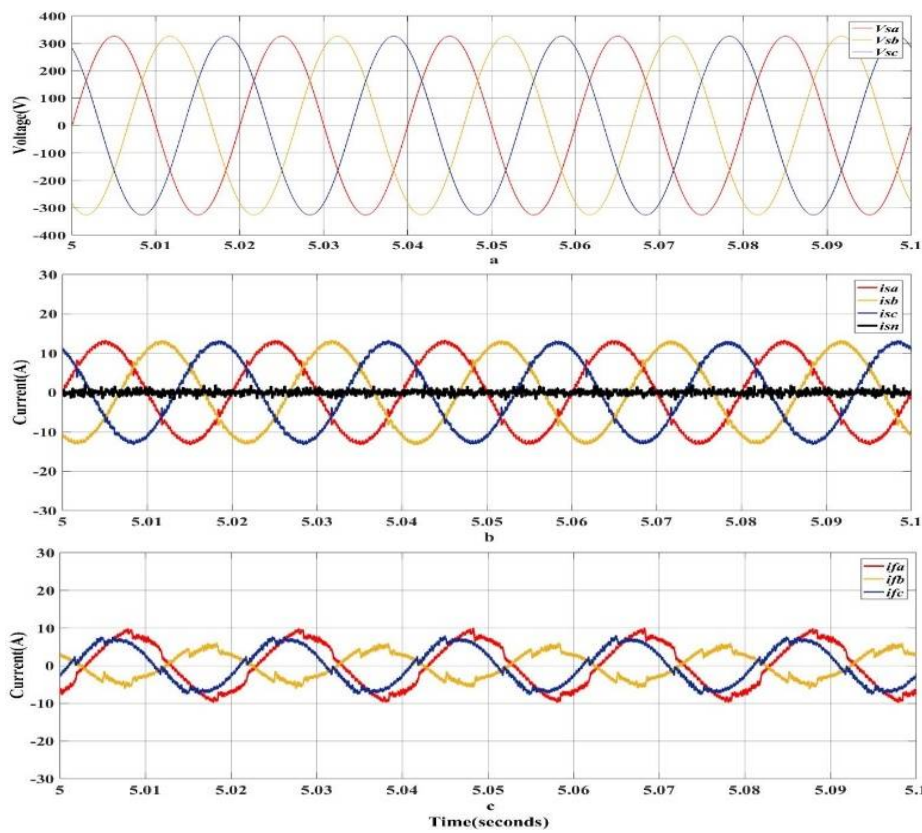 400
300
200
100
0
-100
-200
-300
-400
Voltage(V)
Vsa
Vsb
Vsc
5 5.01 5.02 5.03 5.04 5.05 5.06 5.07 5.08 5.09 5.1
a
30
20
10
0
-10
-20
-30
Current(A)
isa
isb
isc
isn
5 5.01 5.02 5.03 5.04 5.05 5.06 5.07 5.08 5.09 5.1
b
30
20
10
0
-10
-20
-30
Current(A)
ifa
ifb
ifc
5 5.01 5.02 5.03 5.04 5.05 5.06 5.07 5.08 5.09 5.1
c
Time(seconds)